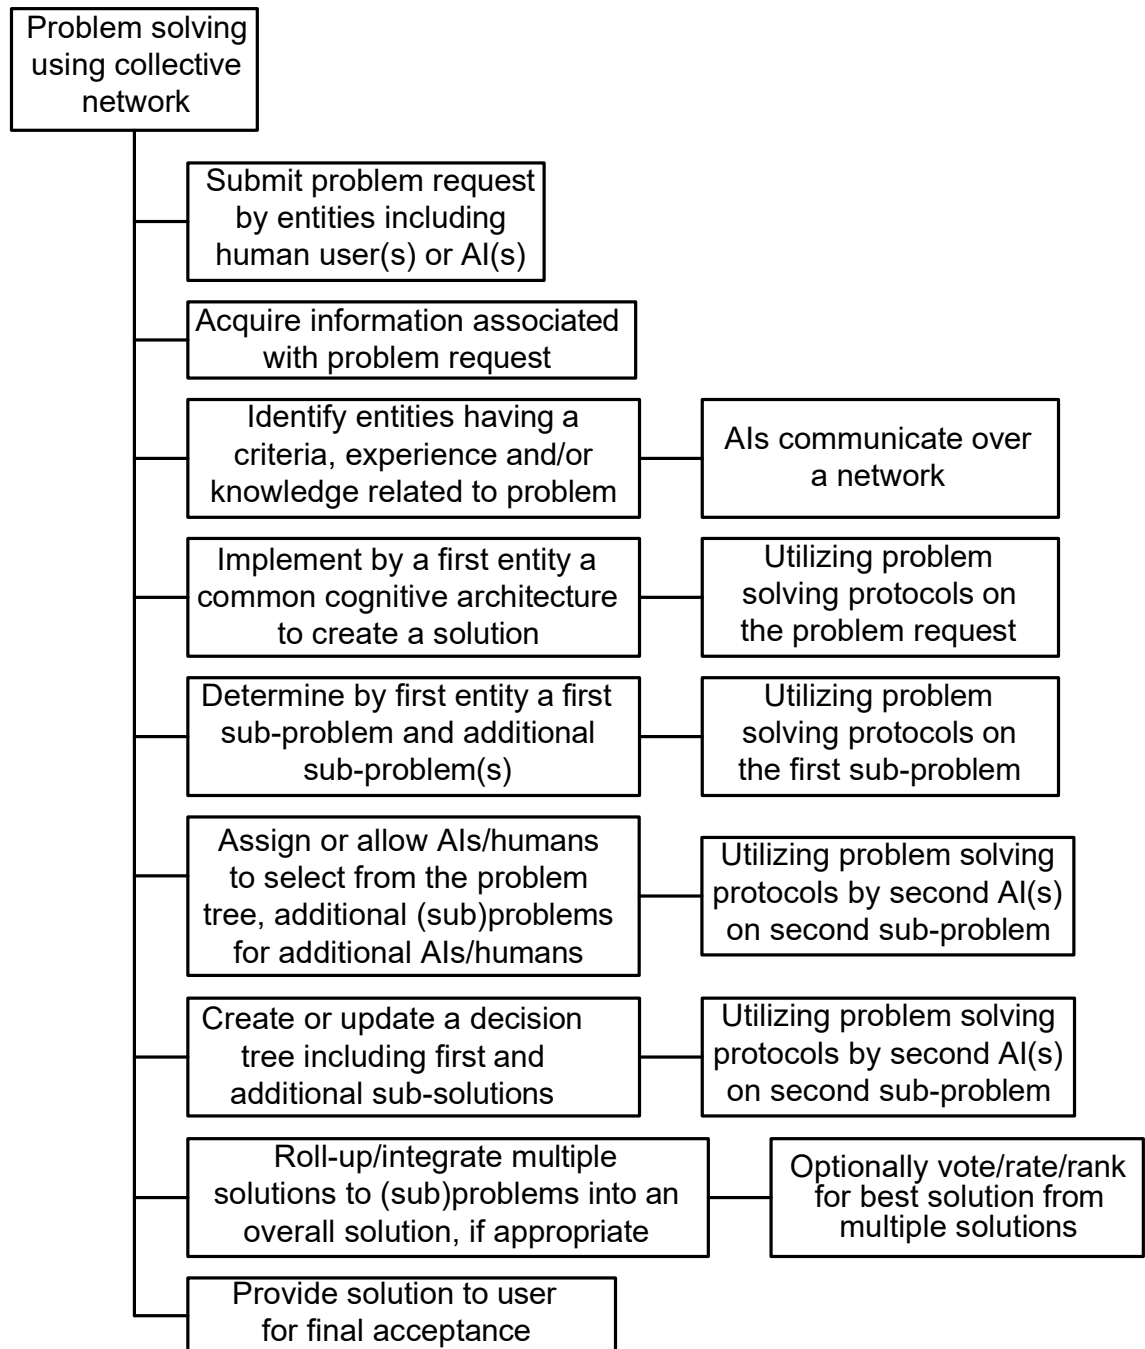 Problem solving
using collective
network
Submit problem request
by entities including
human user(s) or AI(s)
Acquire information associated
with problem request
Identify entities having a
criteria, experience and/or
knowledge related to problem
AIs communicate over
a network
Implement by a first entity a
common cognitive architecture
to create a solution
Utilizing problem
solving protocols on
the problem request
Determine by first entity a first
sub-problem and additional
sub-problem(s)
Utilizing problem
solving protocols on
the first sub-problem
Assign or allow AIs/humans
to select from the problem
tree, additional (sub)problems
for additional AIs/humans
Utilizing problem solving
protocols by second AI(s)
on second sub-problem
Create or update a decision
tree including first and
additional sub-solutions
Utilizing problem solving
protocols by second AI(s)
on second sub-problem
Roll-up/integrate multiple
solutions to (sub)problems into an
overall solution, if appropriate
Optionally vote/rate/rank
for best solution from
multiple solutions
Provide solution to user
for final acceptance